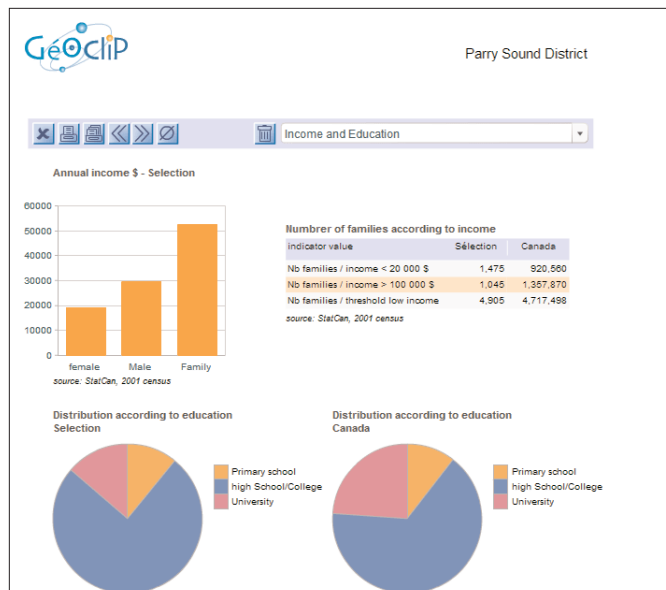 GéOcliP
Parry Sound District
Income and Education
Annual income $ - Selection
60000
50000
40000
30000
20000
10000
0
female Male Family
source: StatCan, 2001 census
Numbrer of families according to income
indicator value Sélection Canada
Nb families / income < 20 000 $ 1,475 920,560
Nb families / income > 100 000 $ 1,045 1,357,870
Nb families / threshold low income 4,905 4,717,498
source: StatCan, 2001 census
Distribution according to education
Selection
Primary school
high School/College
University
Distribution according to education
Canada
Primary school
high School/College
University